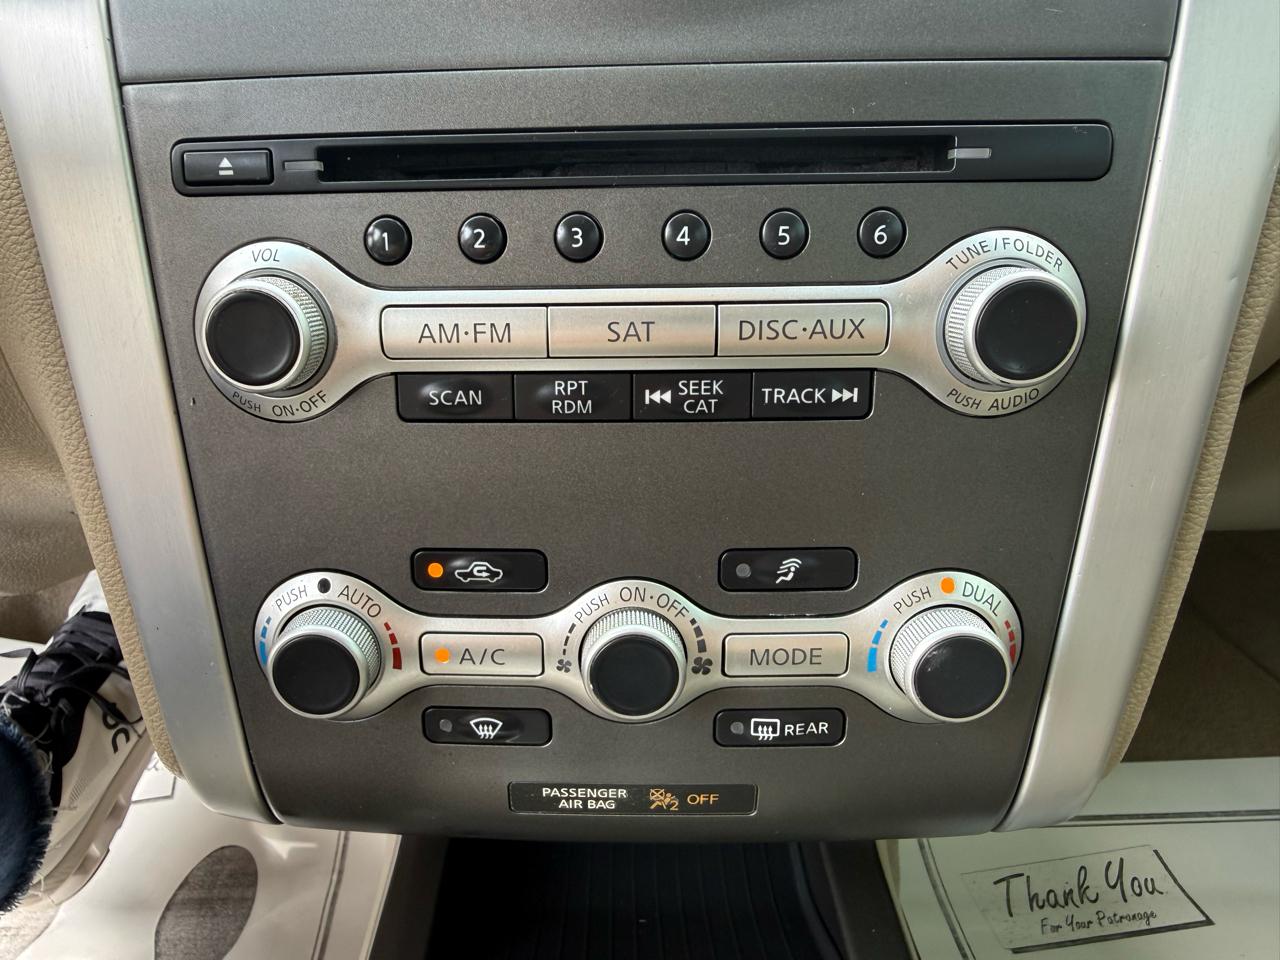 1 2 3 4 5 6
VOL
TUNE/FOLDER
AM·FM SAT DISC·AUX
PUSH ON·OFF
PUSH AUDIO
SCAN
RPT
RDM
SEEK
CAT
TRACK
PUSH AUTO
PUSH ON·OFF
PUSH DUAL
A/C
MODE
REAR
PASSENGER
AIR BAG
2 OFF
Thank You
For Your Patronage